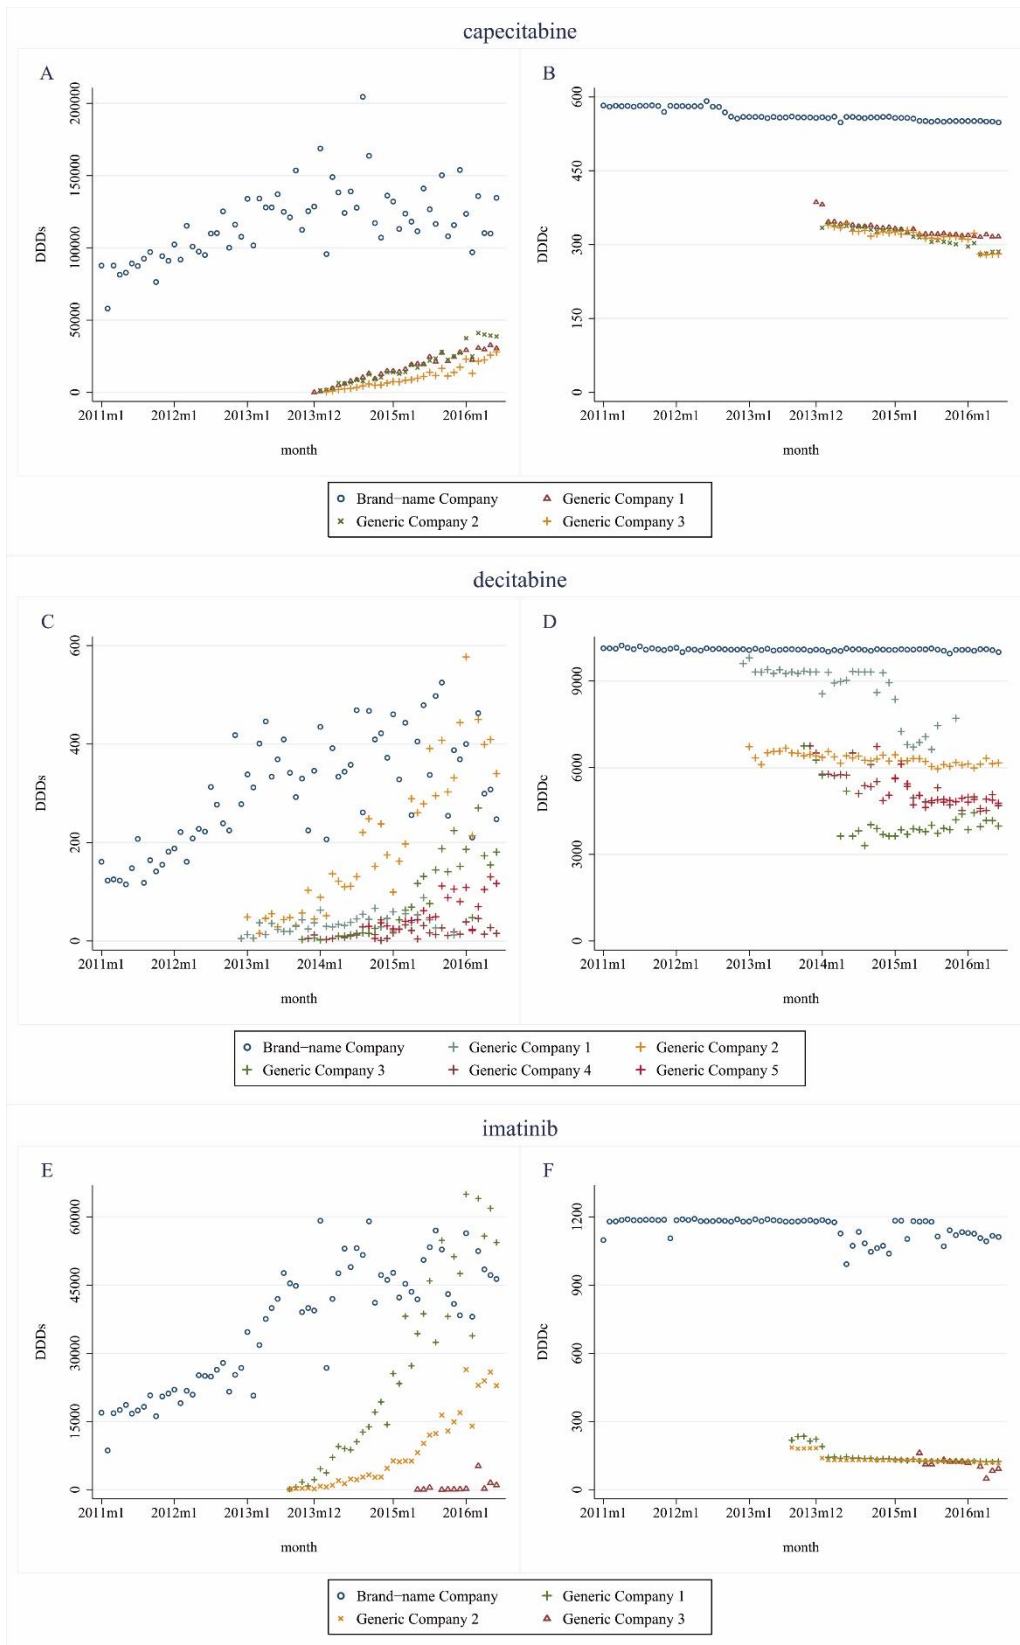 capecitabine
A
B
DDDs
200000
150000
100000
50000
0
2011m1 2012m1 2013m1 2013m12 2015m1 2016m1
month
DDDc
600
450
300
150
0
2011m1 2012m1 2013m1 2013m12 2015m1 2016m1
month
Brand−name Company Generic Company 1
Generic Company 2 Generic Company 3
decitabine
C
D
DDDs
600
400
200
0
2011m1 2012m1 2013m1 2014m1 2015m1 2016m1
month
DDDc
9000
6000
3000
0
2011m1 2012m1 2013m1 2014m1 2015m1 2016m1
month
Brand−name Company Generic Company 1 Generic Company 2
Generic Company 3 Generic Company 4 Generic Company 5
imatinib
E
F
DDDs
60000
45000
30000
15000
0
2011m1 2012m1 2013m1 2013m12 2015m1 2016m1
month
DDDc
1200
900
600
300
0
2011m1 2012m1 2013m1 2013m12 2015m1 2016m1
month
Brand−name Company Generic Company 1
Generic Company 2 Generic Company 3